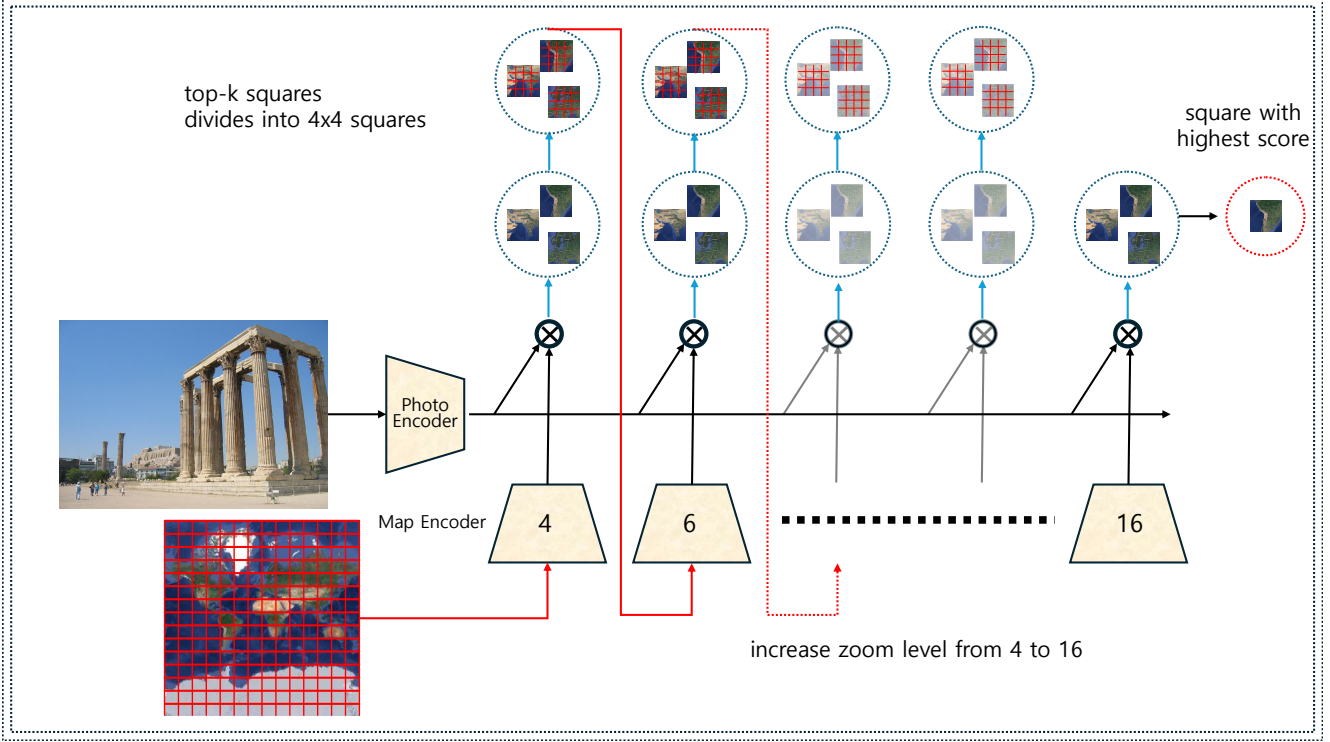 top-k squares
divides into 4x4 squares
square with
highest score
Photo
Encoder
Map Encoder
4
6
16
increase zoom level from 4 to 16